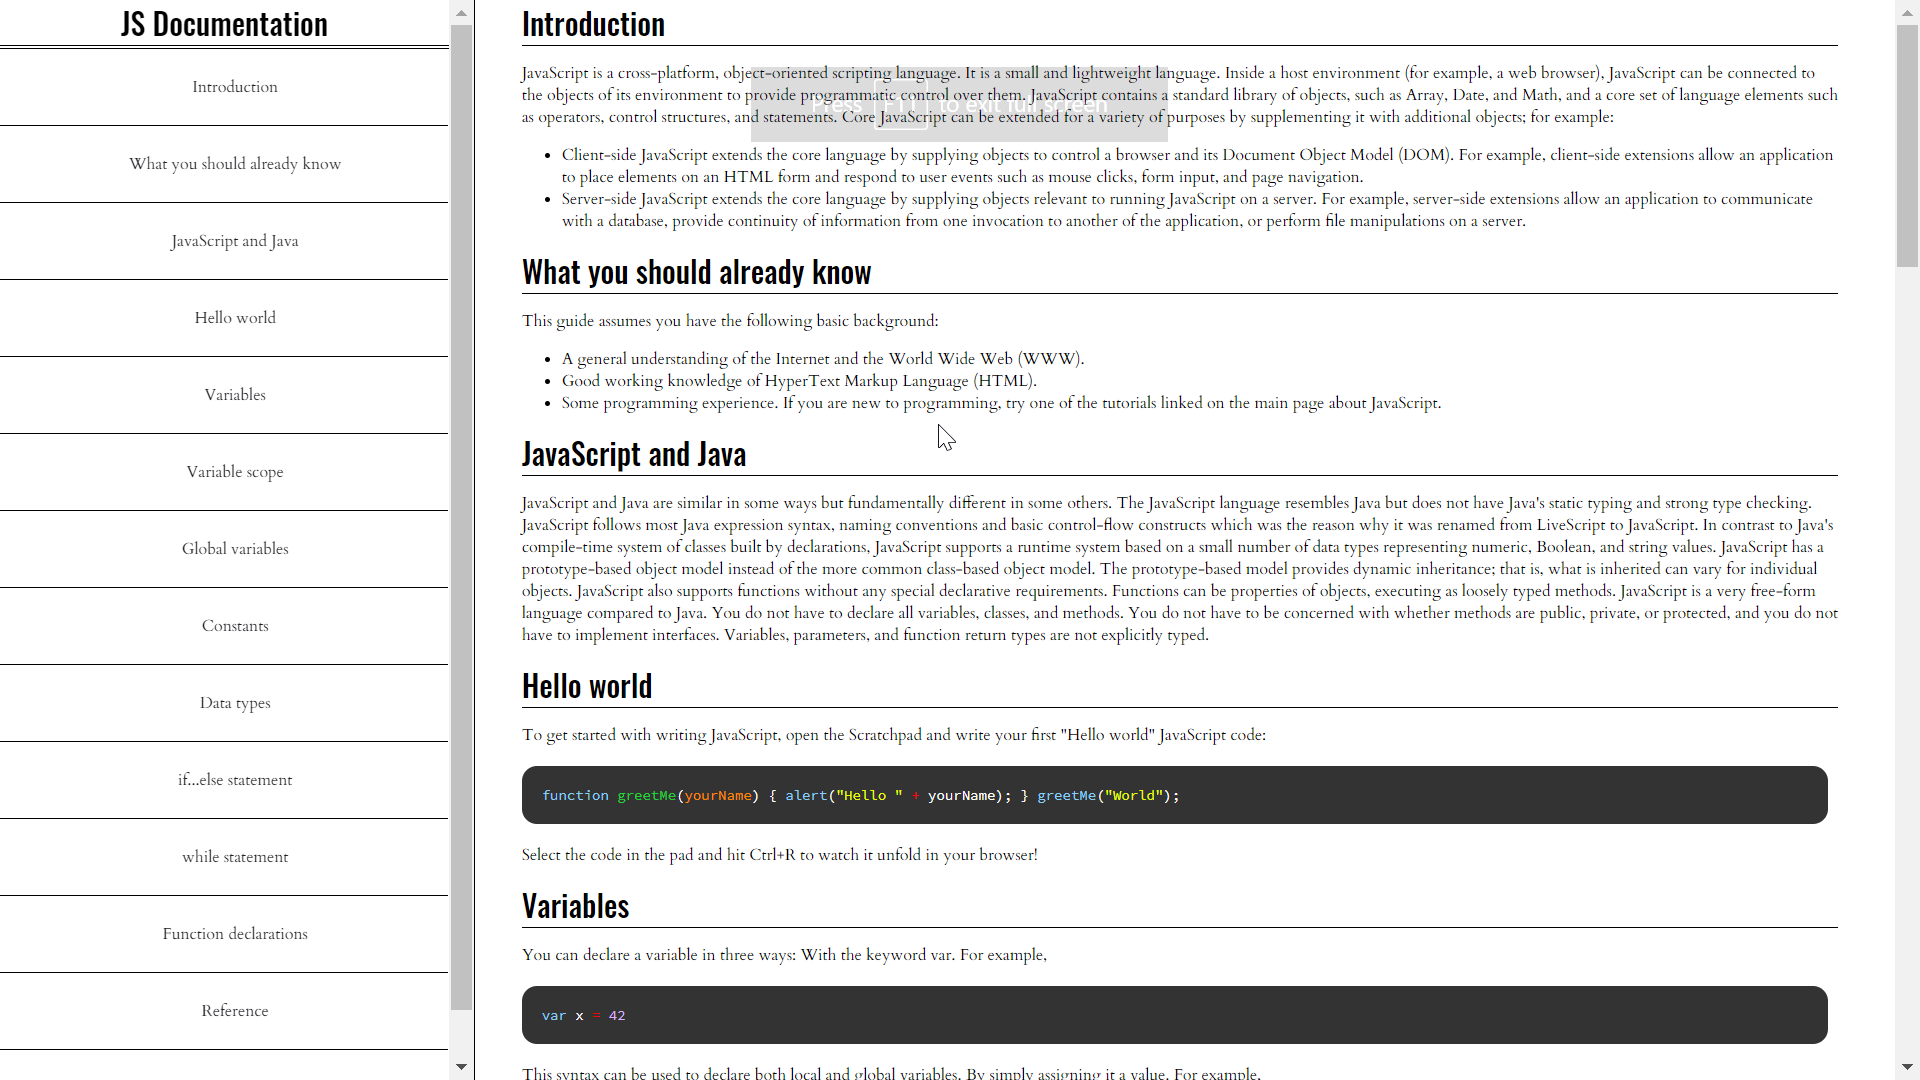 JS Documentation
Introduction
What you should already know
JavaScript and Java
Hello world
Variables
Variable scope
Global variables
Constants
Data types
if...else statement
while statement
Function declarations
Reference
Introduction
JavaScript is a cross-platform, object-oriented scripting language. It is a small and lightweight language. Inside a host environment (for example, a web browser), JavaScript can be connected to
the objects of its environment to provide programmatic control over them. JavaScript contains a standard library of objects, such as Array, Date, and Math, and a core set of language elements such
as operators, control structures, and statements. Core JavaScript can be extended for a variety of purposes by supplementing it with additional objects; for example:
Press F11 to exit full screen
• Client-side JavaScript extends the core language by supplying objects to control a browser and its Document Object Model (DOM). For example, client-side extensions allow an application
to place elements on an HTML form and respond to user events such as mouse clicks, form input, and page navigation.
• Server-side JavaScript extends the core language by supplying objects relevant to running JavaScript on a server. For example, server-side extensions allow an application to communicate
with a database, provide continuity of information from one invocation to another of the application, or perform file manipulations on a server.
What you should already know
This guide assumes you have the following basic background:
• A general understanding of the Internet and the World Wide Web (WWW).
• Good working knowledge of HyperText Markup Language (HTML).
• Some programming experience. If you are new to programming, try one of the tutorials linked on the main page about JavaScript.
JavaScript and Java
JavaScript and Java are similar in some ways but fundamentally different in some others. The JavaScript language resembles Java but does not have Java's static typing and strong type checking.
JavaScript follows most Java expression syntax, naming conventions and basic control-flow constructs which was the reason why it was renamed from LiveScript to JavaScript. In contrast to Java's
compile-time system of classes built by declarations, JavaScript supports a runtime system based on a small number of data types representing numeric, Boolean, and string values. JavaScript has a
prototype-based object model instead of the more common class-based object model. The prototype-based model provides dynamic inheritance; that is, what is inherited can vary for individual
objects. JavaScript also supports functions without any special declarative requirements. Functions can be properties of objects, executing as loosely typed methods. JavaScript is a very free-form
language compared to Java. You do not have to declare all variables, classes, and methods. You do not have to be concerned with whether methods are public, private, or protected, and you do not
have to implement interfaces. Variables, parameters, and function return types are not explicitly typed.
Hello world
To get started with writing JavaScript, open the Scratchpad and write your first "Hello world" JavaScript code:
function greetMe(yourName) { alert("Hello " + yourName); } greetMe("World");
Select the code in the pad and hit Ctrl+R to watch it unfold in your browser!
Variables
You can declare a variable in three ways: With the keyword var. For example,
var x = 42
This syntax can be used to declare both local and global variables. By simply assigning it a value. For example,